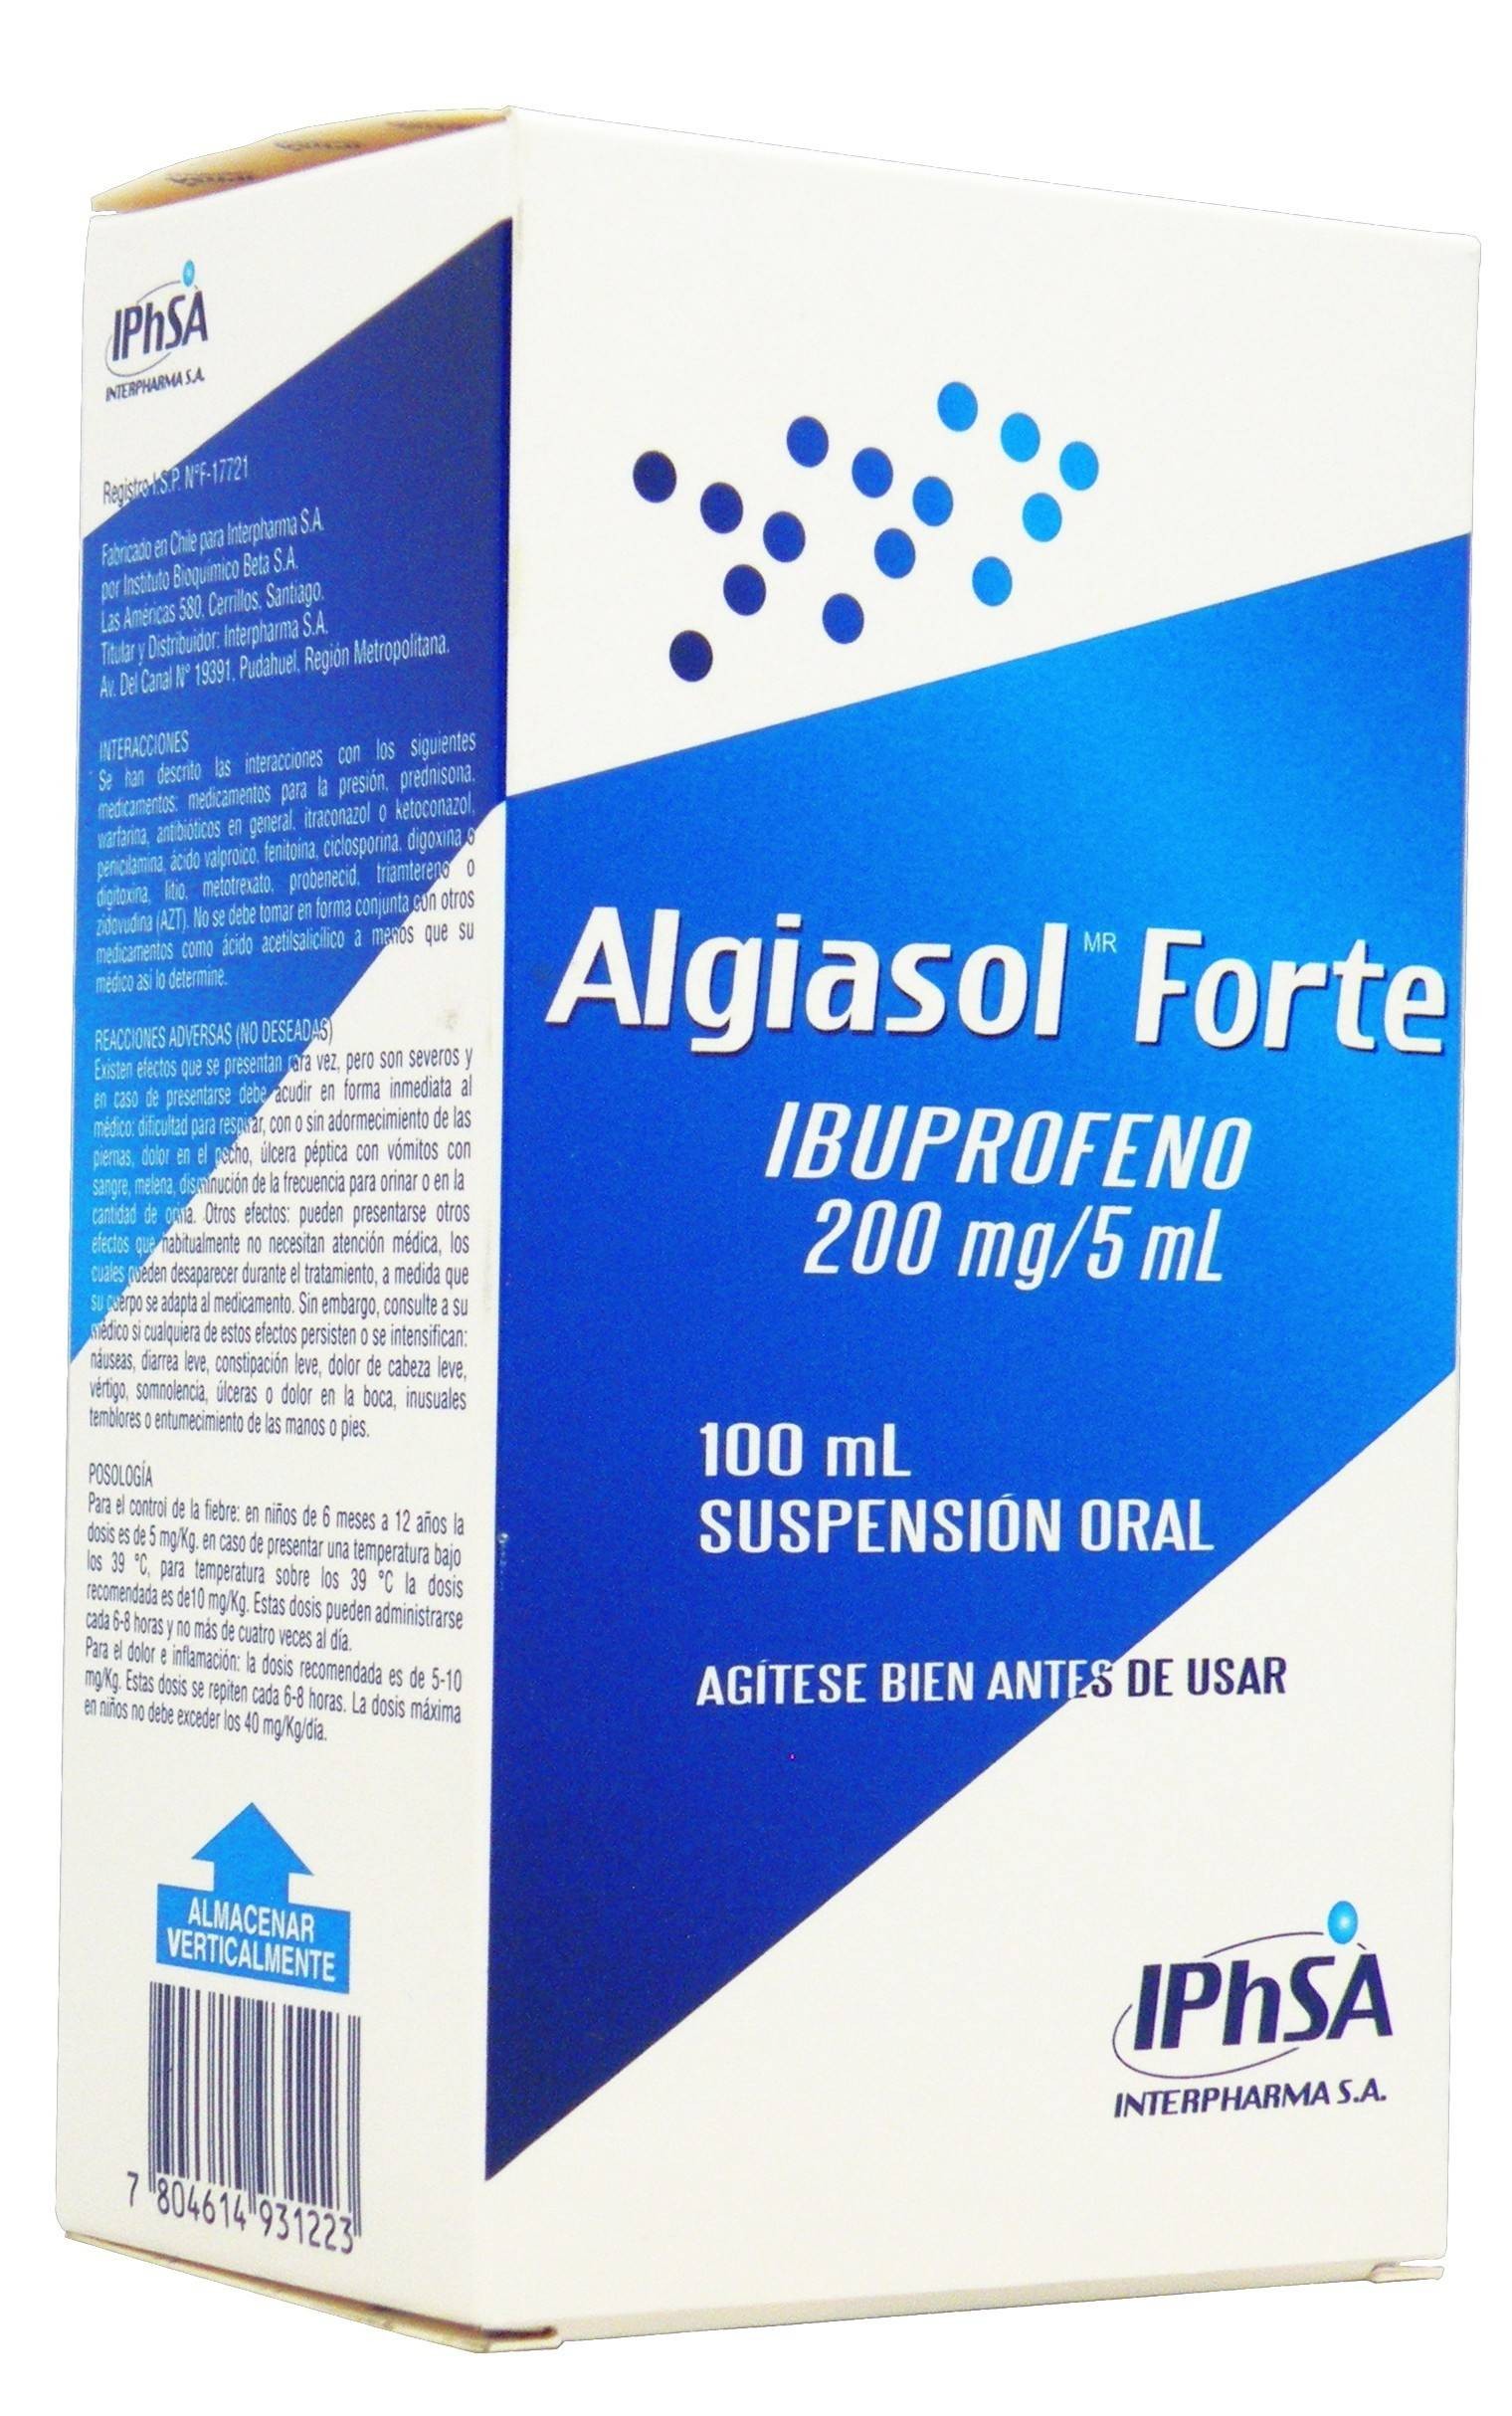 IPhSA
INTERPHARMA S.A.
Registro I.S.P. N°F-17721
Fabricado en Chile para Interpharma S.A.
por Instituto Bioquímico Beta S.A.
Las Américas 580, Cerrillos, Santiago.
Titular y Distribuidor: Interpharma S.A.
Av. Del Canal N° 19391, Pudahuel, Región Metropolitana.
INTERACCIONES
Se han descrito las interacciones con los siguientes
medicamentos: medicamentos para la presión, prednisona,
warfarina, antibióticos en general, itraconazol o ketoconazol,
penicilamina, ácido valproico, fenitoína, ciclosporina, digoxina o
digitoxina, litio, metotrexato, probenecid, triamtereno o
zidovudina (AZT). No se debe tomar en forma conjunta con otros
medicamentos como ácido acetilsalicílico a menos que su
médico así lo determine.
REACCIONES ADVERSAS (NO DESEADAS)
Existen efectos que se presentan rara vez, pero son severos y
en caso de presentarse debe acudir en forma inmediata al
médico: dificultad para respirar, con o sin adormecimiento de las
piernas, dolor en el pecho, úlcera péptica con vómitos con
sangre, melena, disminución de la frecuencia para orinar o en la
cantidad de orina. Otros efectos: pueden presentarse otros
efectos que habitualmente no necesitan atención médica, los
cuales pueden desaparecer durante el tratamiento, a medida que
su cuerpo se adapta al medicamento. Sin embargo, consulte a su
médico si cualquiera de estos efectos persisten o se intensifican:
náuseas, diarrea leve, constipación leve, dolor de cabeza leve,
vértigo, somnolencia, úlceras o dolor en la boca, inusuales
temblores o entumecimiento de las manos o pies.
POSOLOGÍA
Para el control de la fiebre: en niños de 6 meses a 12 años la
dosis es de 5 mg/Kg. en caso de presentar una temperatura bajo
los 39 °C, para temperatura sobre los 39 °C la dosis
recomendada es de10 mg/Kg. Estas dosis pueden administrarse
cada 6-8 horas y no más de cuatro veces al día.
Para el dolor e inflamación: la dosis recomendada es de 5-10
mg/Kg. Estas dosis se repiten cada 6-8 horas. La dosis máxima
en niños no debe exceder los 40 mg/Kg/día.
ALMACENAR
VERTICALMENTE
7 804614 931223
Algiasol MR Forte
IBUPROFENO
200 mg/5 mL
100 mL
SUSPENSIÓN ORAL
AGÍTESE BIEN ANTES DE USAR
IPhSA
INTERPHARMA S.A.